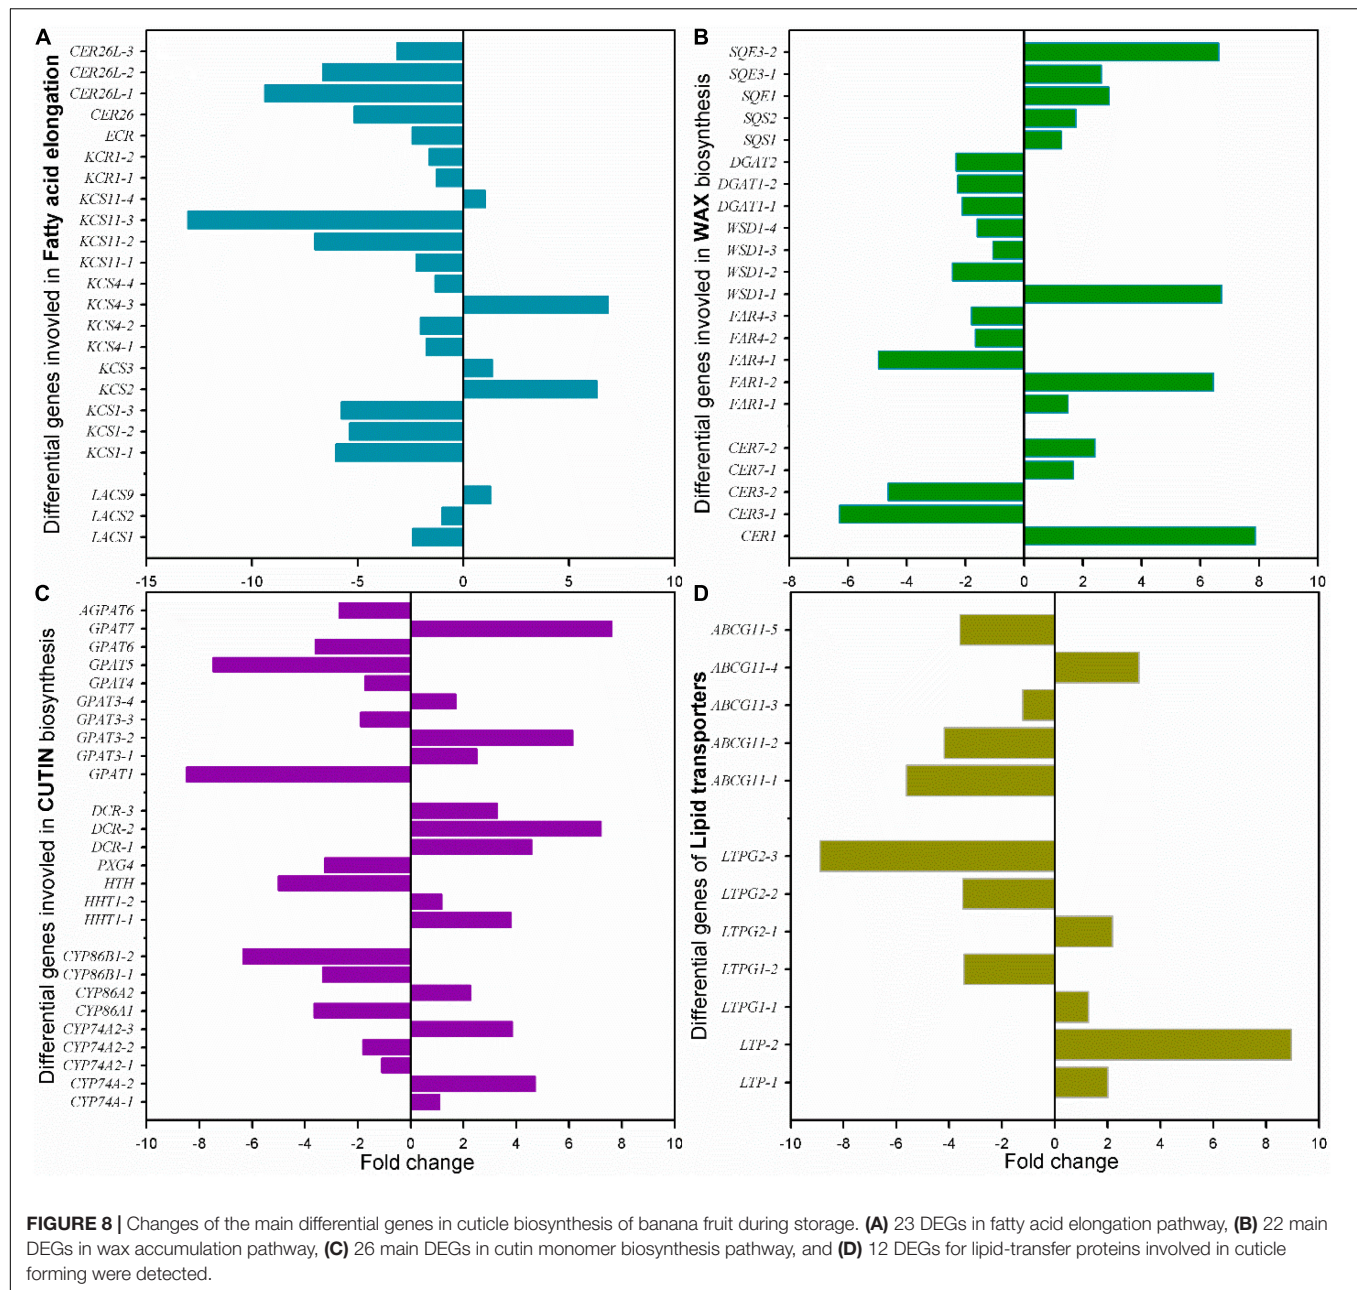 A
Differential genes invovled in Fatty acid elongation
CER26L-3
CER26L-2
CER26L-1
CER26
ECR
KCR1-2
KCR1-1
KCS11-4
KCS11-3
KCS11-2
KCS11-1
KCS4-4
KCS4-3
KCS4-2
KCS4-1
KCS3
KCS2
KCS1-3
KCS1-2
KCS1-1
LACS9
LACS2
LACS1
-15 -10 -5 0 5 10
B
Differential genes invovled in WAX biosynthesis
SQE3-2
SQE3-1
SQE1
SQS2
SQS1
DGAT2
DGAT1-2
DGAT1-1
WSD1-4
WSD1-3
WSD1-2
WSD1-1
FAR4-3
FAR4-2
FAR4-1
FAR1-2
FAR1-1
CER7-2
CER7-1
CER3-2
CER3-1
CER1
-8 -6 -4 -2 0 2 4 6 8 10
C
Differential genes invovled in CUTIN biosynthesis
AGPAT6
GPAT7
GPAT6
GPAT5
GPAT4
GPAT3-4
GPAT3-3
GPAT3-2
GPAT3-1
GPAT1
DCR-3
DCR-2
DCR-1
PXG4
HTH
HHT1-2
HHT1-1
CYP86B1-2
CYP86B1-1
CYP86A2
CYP86A1
CYP74A2-3
CYP74A2-2
CYP74A2-1
CYP74A-2
CYP74A-1
-10 -8 -6 -4 -2 0 2 4 6 8 10
Fold change
D
Differential genes of Lipid transporters
ABCG11-5
ABCG11-4
ABCG11-3
ABCG11-2
ABCG11-1
LTPG2-3
LTPG2-2
LTPG2-1
LTPG1-2
LTPG1-1
LTP-2
LTP-1
-10 -8 -6 -4 -2 0 2 4 6 8 10
Fold change
FIGURE 8 | Changes of the main differential genes in cuticle biosynthesis of banana fruit during storage. (A) 23 DEGs in fatty acid elongation pathway, (B) 22 main
DEGs in wax accumulation pathway, (C) 26 main DEGs in cutin monomer biosynthesis pathway, and (D) 12 DEGs for lipid-transfer proteins involved in cuticle
forming were detected.